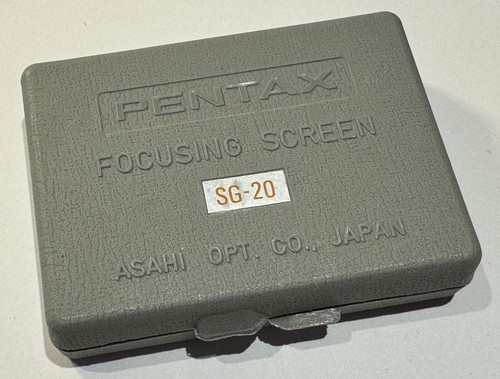 PENTAX
FOCUSING SCREEN
SG-20
ASAHI OPT. CO., JAPAN